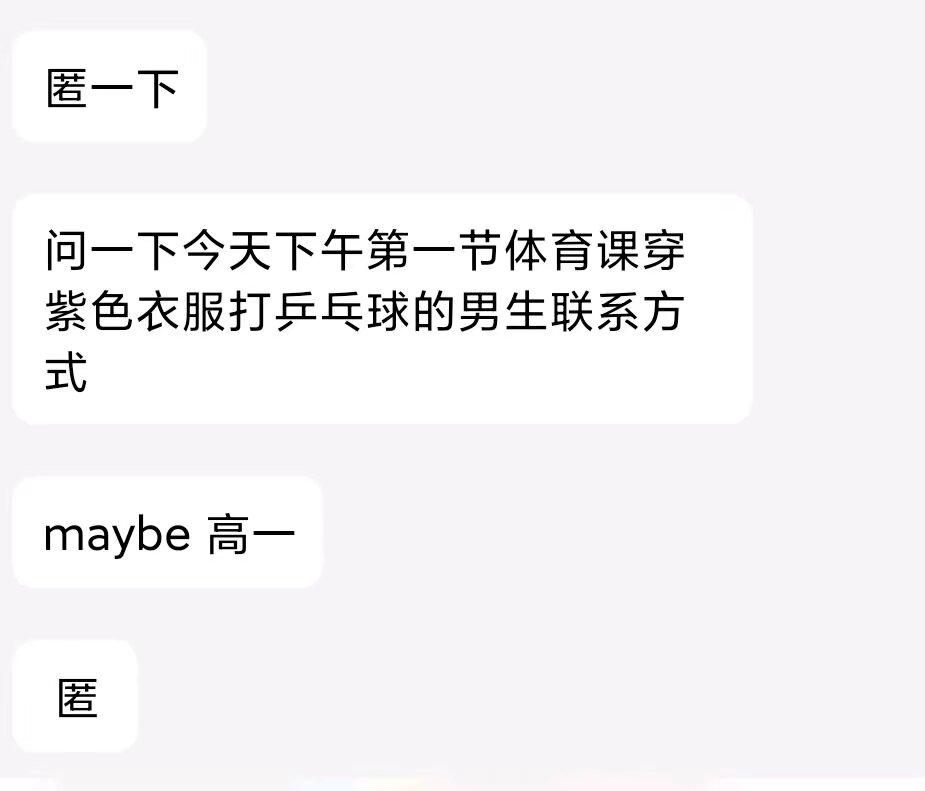 匿一下
问一下今天下午第一节体育课穿
紫色衣服打乒乓球的男生联系方
式
maybe 高一
匿